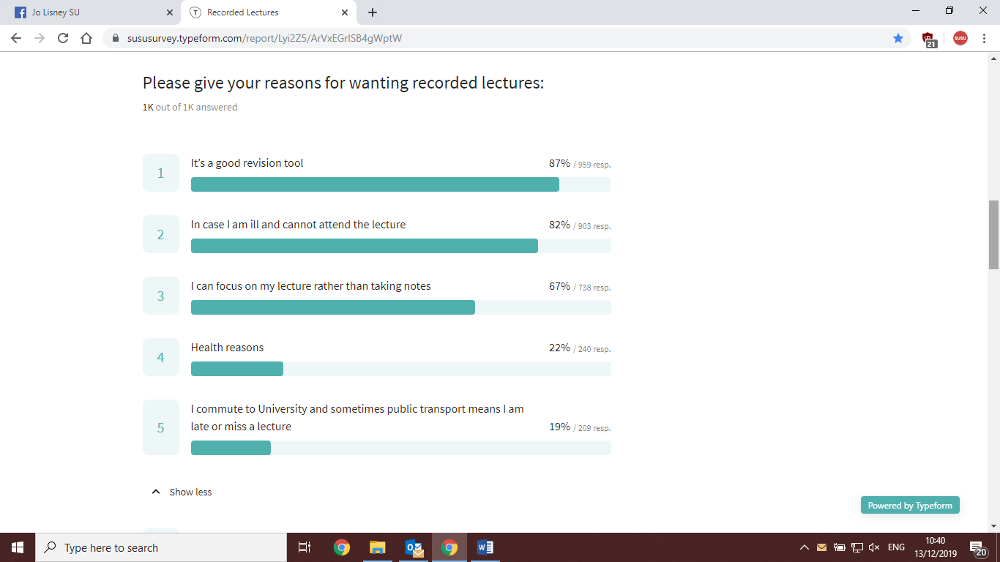 Jo Lisney SU
Recorded Lectures
sususurvey.typeform.com/report/Lyi2Z5/ArVxEGrISB4gWptW
21
SUSU
Please give your reasons for wanting recorded lectures:
1K out of 1K answered
1
It's a good revision tool
87% / 959 resp.
2
In case I am ill and cannot attend the lecture
82% / 903 resp.
3
I can focus on my lecture rather than taking notes
67% / 738 resp.
4
Health reasons
22% / 240 resp.
5
I commute to University and sometimes public transport means I am
late or miss a lecture
19% / 209 resp.
Show less
Powered by Typeform
Type here to search
ENG
10:40
13/12/2019
20